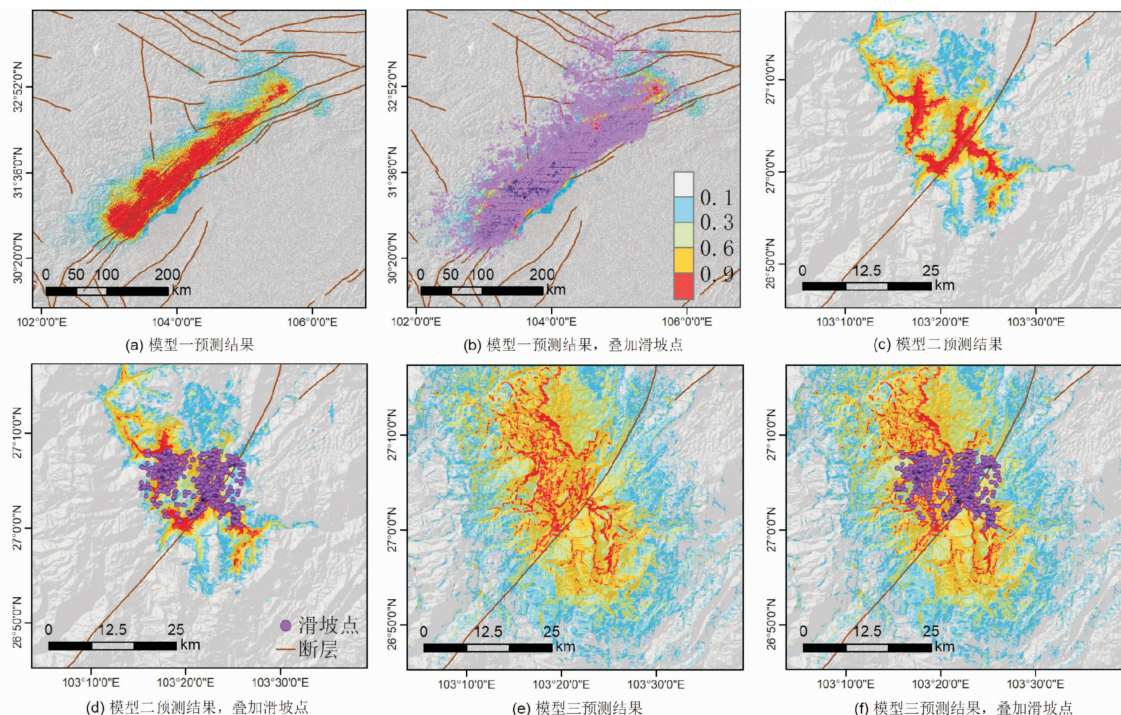 32°52'0"N
31°36'0"N
30°20'0"N
0 50 100 200
km
102°0'0"E 104°0'0"E 106°0'0"E
(a) 模型一预测结果
32°52'0"N
31°36'0"N
30°20'0"N
0.1
0.3
0.6
0.9
0 50 100 200
km
102°0'0"E 104°0'0"E 106°0'0"E
(b) 模型一预测结果，叠加滑坡点
27°10'0"N
27°0'0"N
26°50'0"N
0 12.5 25
km
103°10'0"E 103°20'0"E 103°30'0"E
(c) 模型二预测结果
27°10'0"N
27°0'0"N
26°50'0"N
滑坡点
断层
0 12.5 25
km
103°10'0"E 103°20'0"E 103°30'0"E
(d) 模型二预测结果，叠加滑坡点
27°10'0"N
27°0'0"N
26°50'0"N
0 12.5 25
km
103°10'0"E 103°20'0"E 103°30'0"E
(e) 模型三预测结果
27°10'0"N
27°0'0"N
26°50'0"N
0 12.5 25
km
103°10'0"E 103°20'0"E 103°30'0"E
(f) 模型三预测结果，叠加滑坡点